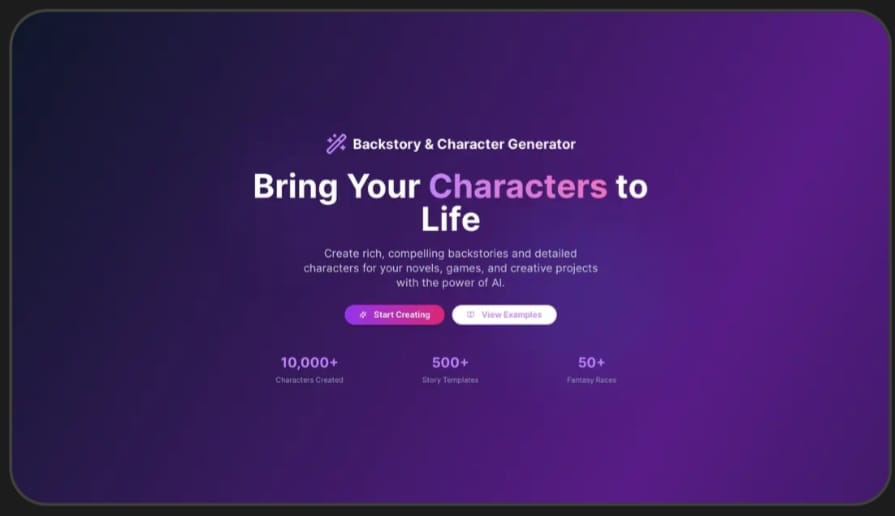 Backstory & Character Generator
Bring Your Characters to
Life
Create rich, compelling backstories and detailed
characters for your novels, games, and creative projects
with the power of AI.
Start Creating
View Examples
10,000+
500+
50+
Characters Created
Story Templates
Fantasy Races